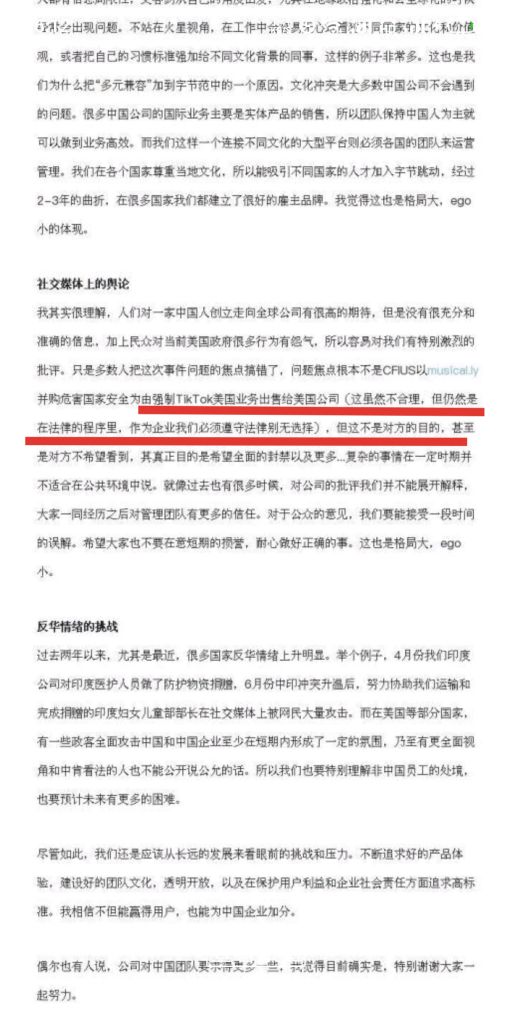 观，或者把自己的习惯标准强加给不同文化背景的同事，这样的例子非常多。这也是我
们为什么把“多元兼容”加到字节范中的一个原因。文化冲突是大多数中国公司不会遇到
的问题。很多中国公司的国际业务主要是实体产品的销售，所以团队保持中国人为主就
可以做到业务高效。而我们这样一个连接不同文化的大型平台则必须各国的团队来运营
管理。我们在各个国家尊重当地文化，所以能吸引不同国家的人才加入字节跳动，经过
2-3年的曲折，在很多国家我们都建立了很好的雇主品牌。我觉得这也是格局大，ego
小的体现。
社交媒体上的舆论
我其实很理解，人们对一家中国人创立走向全球公司有很高的期待，但是没有很充分和
准确的信息，加上民众对当前美国政府很多行为有怨气，所以容易对我们有特别激烈的
批评。只是多数人把这次事件问题的焦点搞错了，问题焦点根本不是CFIUS以musical.ly
并购危害国家安全为由强制TikTok美国业务出售给美国公司（这虽然不合理，但仍然是
在法律的程序里，作为企业我们必须遵守法律别无选择），但这不是对方的目的，甚至
是对方不希望看到，其真正目的是希望全面的封禁以及更多...复杂的事情在一定时期并
不适合在公共环境中说。就像过去也有很多时候，对公司的批评我们并不能展开解释，
大家一同经历之后对管理团队有更多的信任。对于公众的意见，我们要能接受一段时间
的误解。希望大家也不要在意短期的损誉，耐心做好正确的事。这也是格局大，ego
小。
反华情绪的挑战
过去两年以来，尤其是最近，很多国家反华情绪上升明显。举个例子，4月份我们印度
公司对印度医护人员做了防护物资捐赠，6月份中印冲突升温后，努力协助我们运输和
完成捐赠的印度妇女儿童部部长在社交媒体上被网民大量攻击。而在美国等部分国家，
有一些政客全面攻击中国和中国企业至少在短期内形成了一定的氛围，乃至有更全面视
角和中肯看法的人也不能公开说公允的话。所以我们也要特别理解非中国员工的处境，
也要预计未来有更多的困难。
尽管如此，我们还是应该从长远的发展来看眼前的挑战和压力。不断追求好的产品体
验，建设好的团队文化，透明开放，以及在保护用户利益和企业社会责任方面追求高标
准。我相信不但能赢得用户，也能为中国企业加分。
偶尔也有人说，公司对中国团队要求得更多一些，我觉得目前确实是，特别谢谢大家一
起努力。